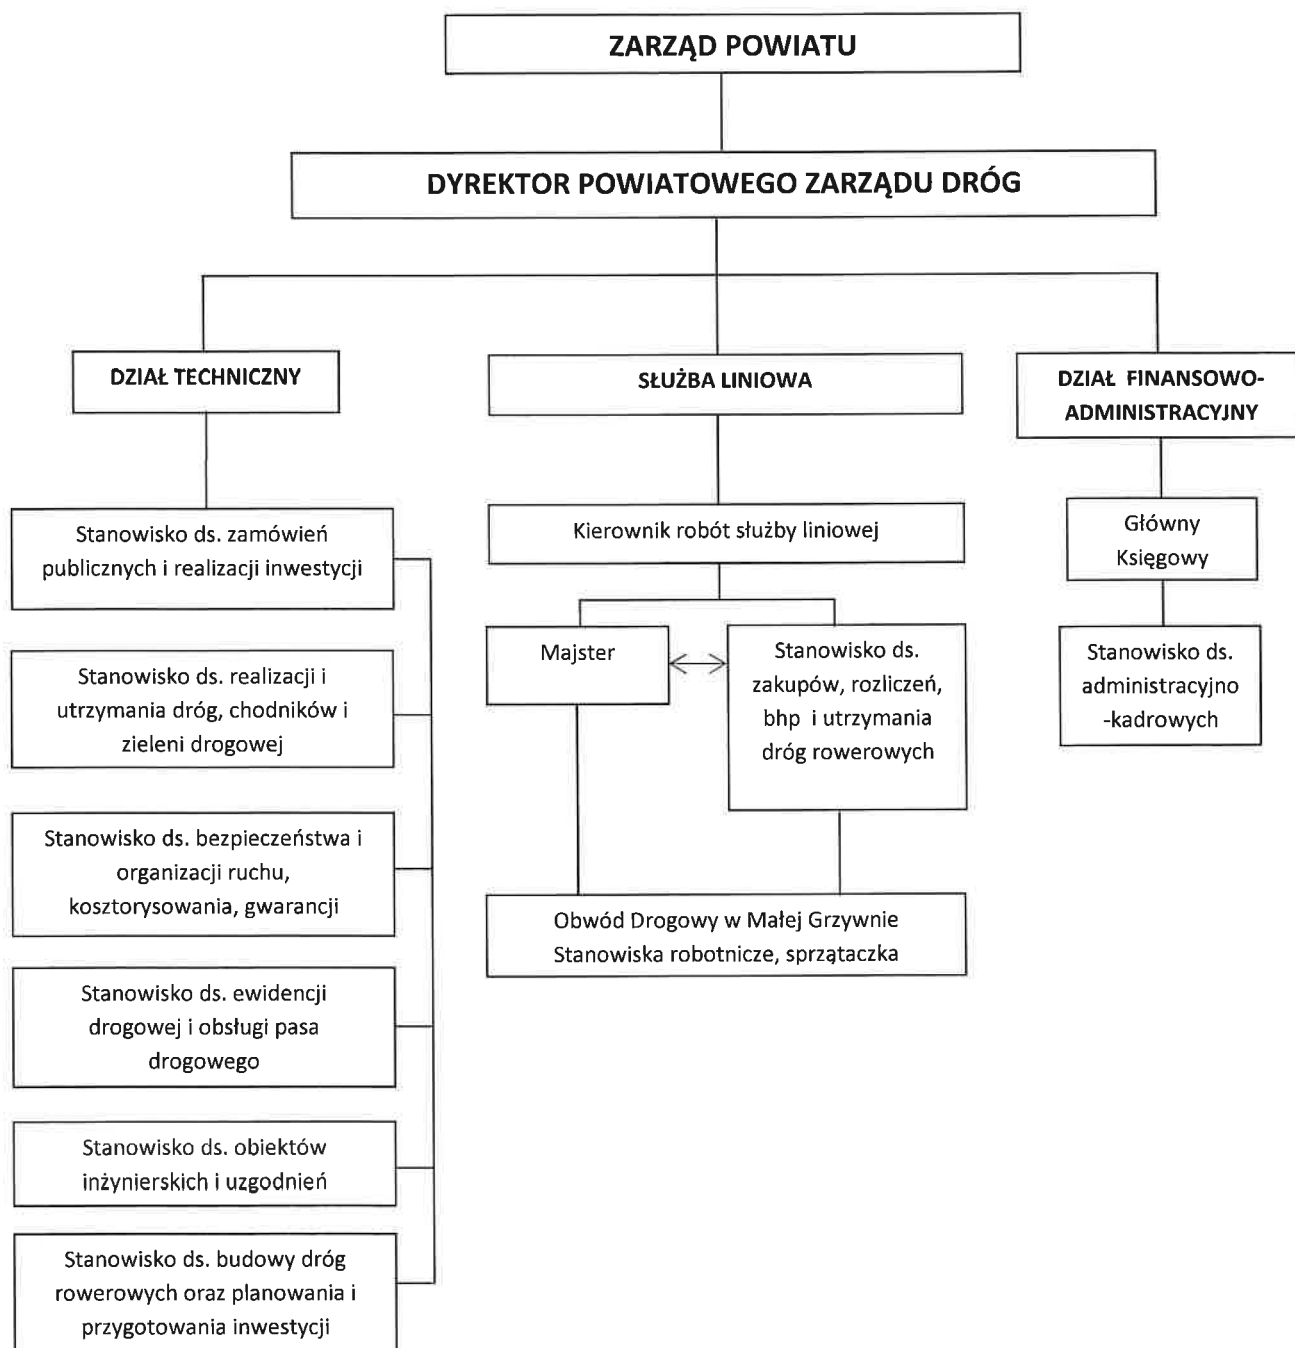 ZARZĄD POWIATU
DYREKTOR POWIATOWEGO ZARZĄDU DRÓG
DZIAŁ TECHNICZNY
Stanowisko ds. zamówień
publicznych i realizacji inwestycji
Stanowisko ds. realizacji i
utrzymania dróg, chodników i
zieleni drogowej
Stanowisko ds. bezpieczeństwa i
organizacji ruchu,
kosztorysowania, gwarancji
Stanowisko ds. ewidencji
drogowej i obsługi pasa
drogowego
Stanowisko ds. obiektów
inżynierskich i uzgodnień
Stanowisko ds. budowy dróg
rowerowych oraz planowania i
przygotowania inwestycji
SŁUŻBA LINIOWA
Kierownik robót służby liniowej
Majster
Stanowisko ds.
zakupów, rozliczeń,
bhp i utrzymania
dróg rowerowych
Obwód Drogowy w Małej Grzywnie
Stanowiska robotnicze, sprzątaczka
DZIAŁ FINANSOWO-
ADMINISTRACYJNY
Główny
Księgowy
Stanowisko ds.
administracyjno
-kadrowych